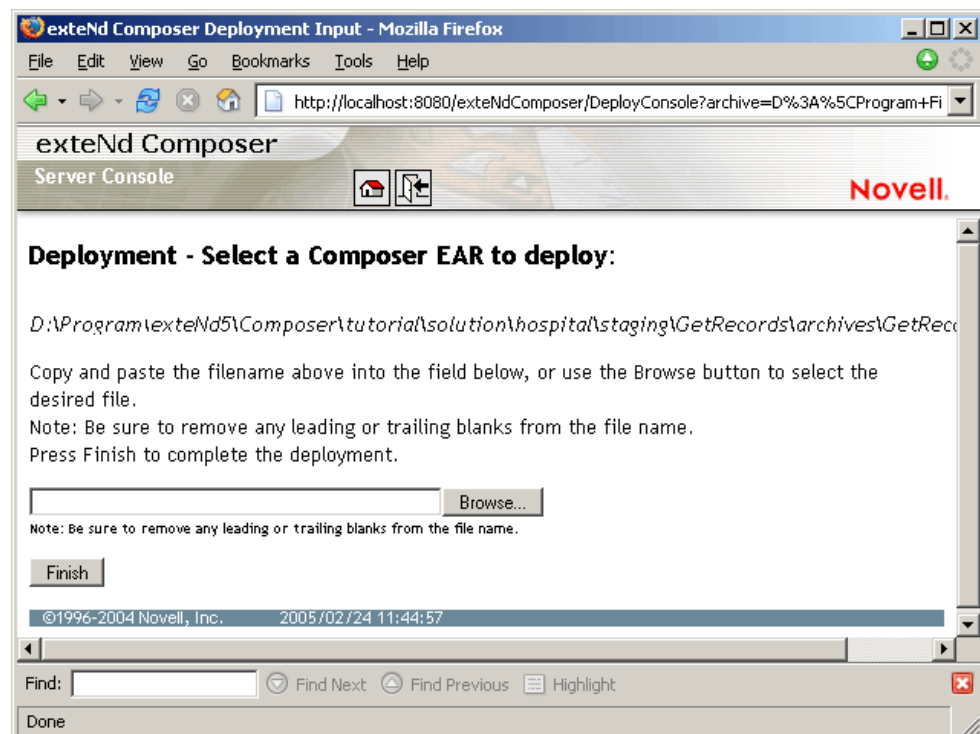 exteNd Composer Deployment Input - Mozilla Firefox
File Edit View Go Bookmarks Tools Help
http://localhost:8080/exteNdComposer/DeployConsole?archive=D%3A%5CProgram+Fi
exteNd Composer
Server Console
Novell.
Deployment - Select a Composer EAR to deploy:
D:\Program\exteNd5\Composer\tutorial\solution\hospital\staging\GetRecords\archives\GetReco
Copy and paste the filename above into the field below, or use the Browse button to select the
desired file.
Note: Be sure to remove any leading or trailing blanks from the file name.
Press Finish to complete the deployment.
Browse...
Note: Be sure to remove any leading or trailing blanks from the file name.
Finish
©1996-2004 Novell, Inc. 2005/02/24 11:44:57
Find: Find Next Find Previous Highlight
Done